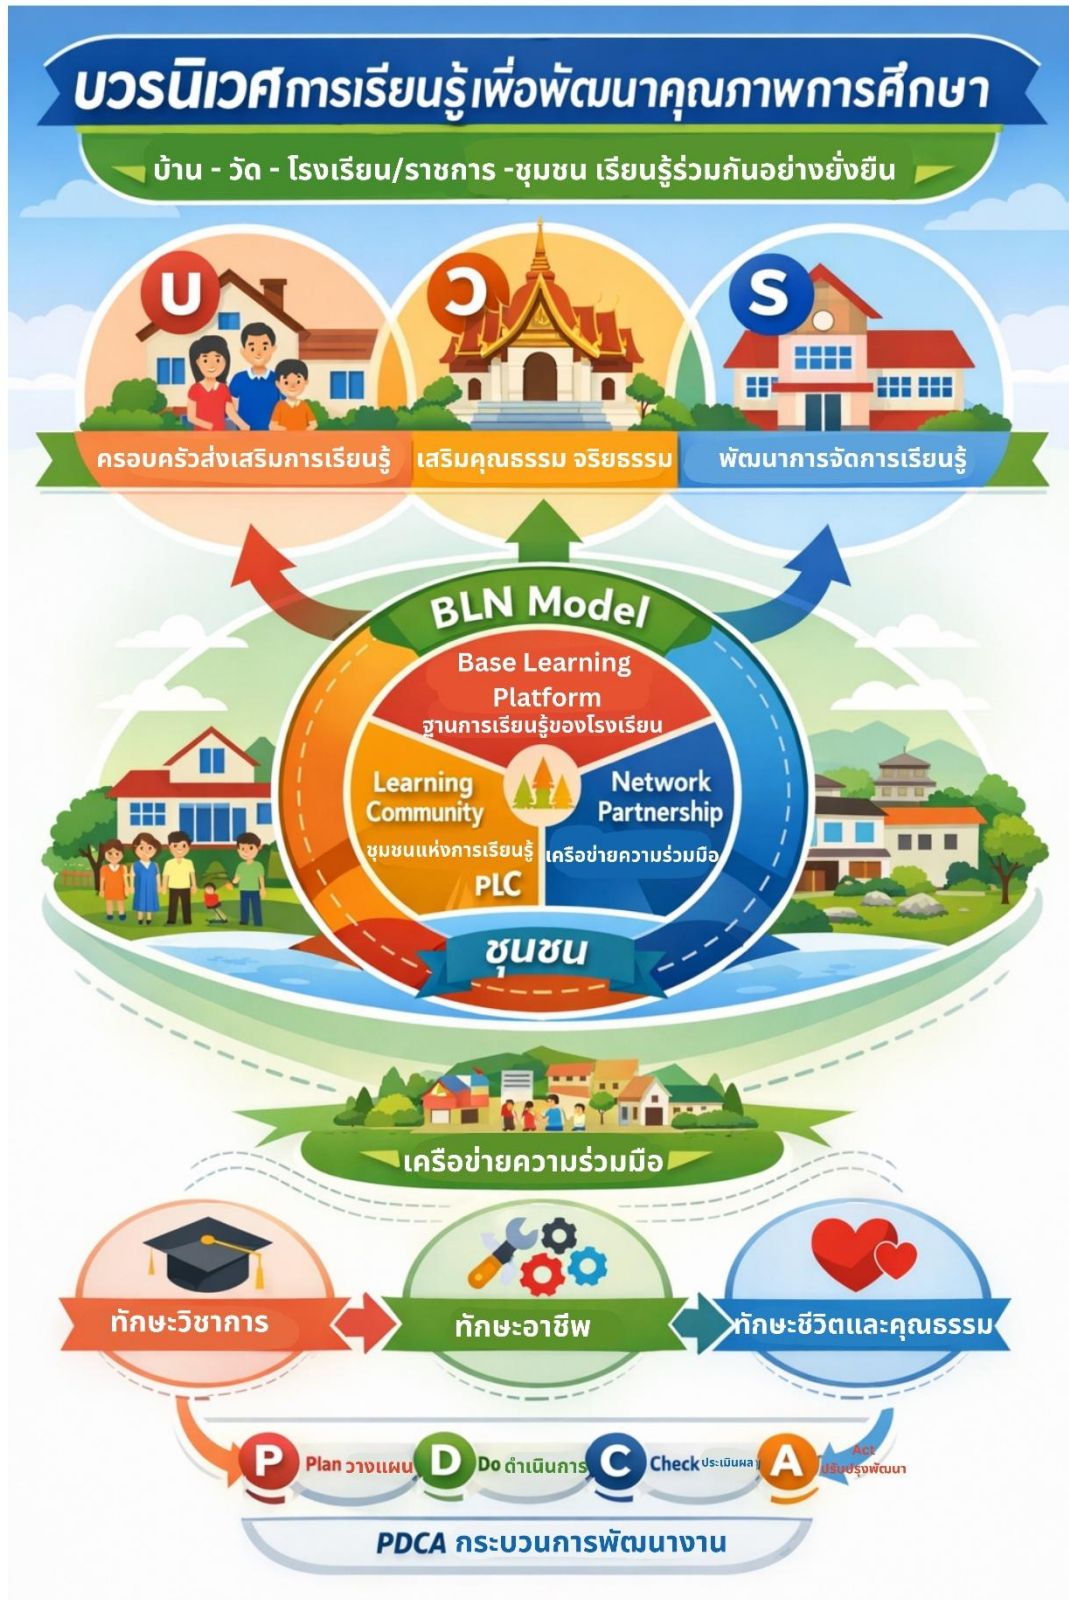 บวรนิเวศการเรียนรู้เพื่อพัฒนาคุณภาพการศึกษา
บ้าน - วัด - โรงเรียน/ราชการ -ชุมชน เรียนรู้ร่วมกันอย่างยั่งยืน
บ
ว
ร
ครอบครัวส่งเสริมการเรียนรู้
เสริมคุณธรรม จริยธรรม
พัฒนาการจัดการเรียนรู้
BLN Model
Base Learning
Platform
ฐานการเรียนรู้ของโรงเรียน
Learning
Community
ชุมชนแห่งการเรียนรู้
PLC
Network
Partnership
เครือข่ายความร่วมมือ
ชุนชน
เครือข่ายความร่วมมือ
ทักษะวิชาการ
ทักษะอาชีพ
ทักษะชีวิตและคุณธรรม
P Plan วางแผน
D Do ดำเนินการ
C Check ประเมินผล
A Act
ปรับปรุงพัฒนา
PDCA กระบวนการพัฒนางาน